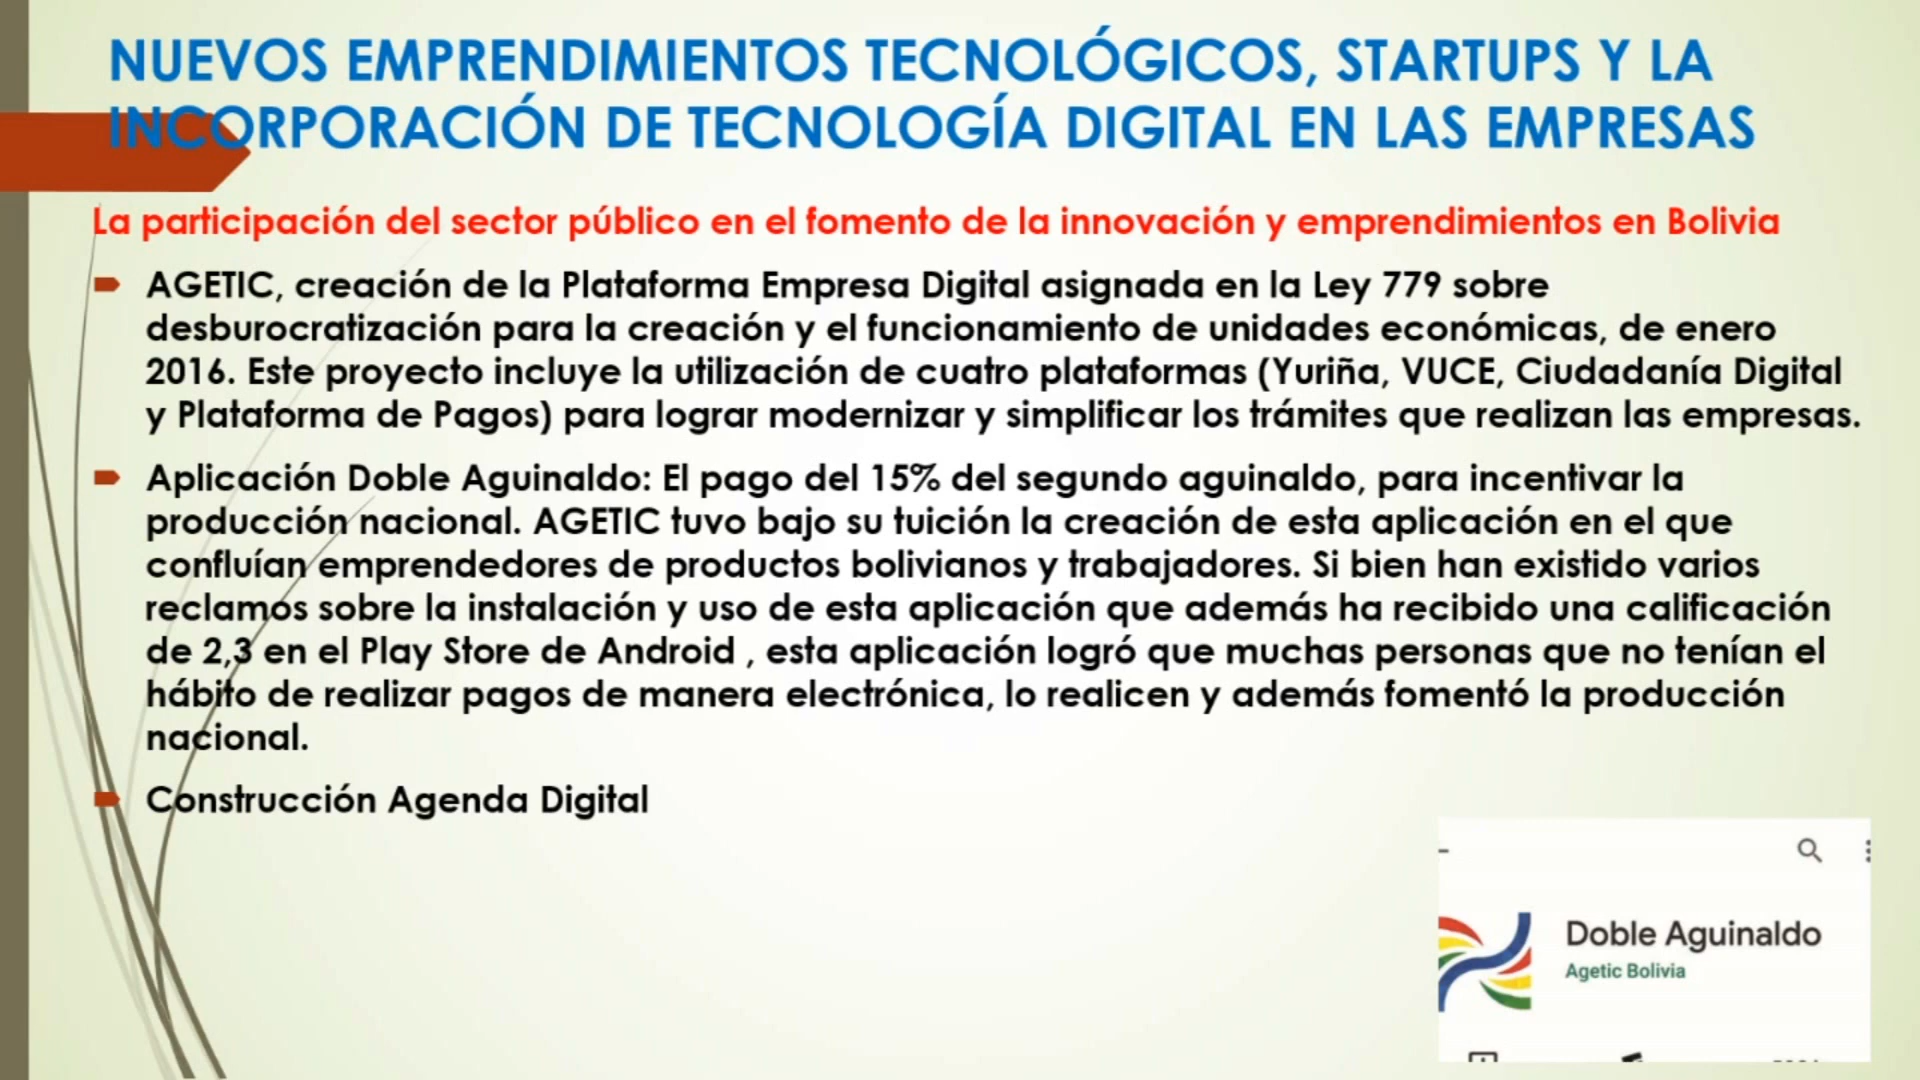 NUEVOS EMPRENDIMIENTOS TECNOLÓGICOS, STARTUPS Y LA
INCORPORACIÓN DE TECNOLOGÍA DIGITAL EN LAS EMPRESAS
La participación del sector público en el fomento de la innovación y emprendimientos en Bolivia
AGETIC, creación de la Plataforma Empresa Digital asignada en la Ley 779 sobre
desburocratización para la creación y el funcionamiento de unidades económicas, de enero
2016. Este proyecto incluye la utilización de cuatro plataformas (Yuriña, VUCE, Ciudadanía Digital
y Plataforma de Pagos) para lograr modernizar y simplificar los trámites que realizan las empresas.
Aplicación Doble Aguinaldo: El pago del 15% del segundo aguinaldo, para incentivar la
producción nacional. AGETIC tuvo bajo su tuición la creación de esta aplicación en el que
confluían emprendedores de productos bolivianos y trabajadores. Si bien han existido varios
reclamos sobre la instalación y uso de esta aplicación que además ha recibido una calificación
de 2,3 en el Play Store de Android , esta aplicación logró que muchas personas que no tenían el
hábito de realizar pagos de manera electrónica, lo realicen y además fomentó la producción
nacional.
Construcción Agenda Digital
Doble Aguinaldo
Agetic Bolivia